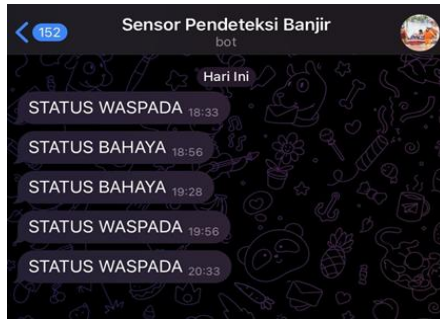 152
Sensor Pendeteksi Banjir
bot
Hari Ini
STATUS WASPADA 18:33
STATUS BAHAYA 18:56
STATUS BAHAYA 19:28
STATUS WASPADA 19:56
STATUS WASPADA 20:33